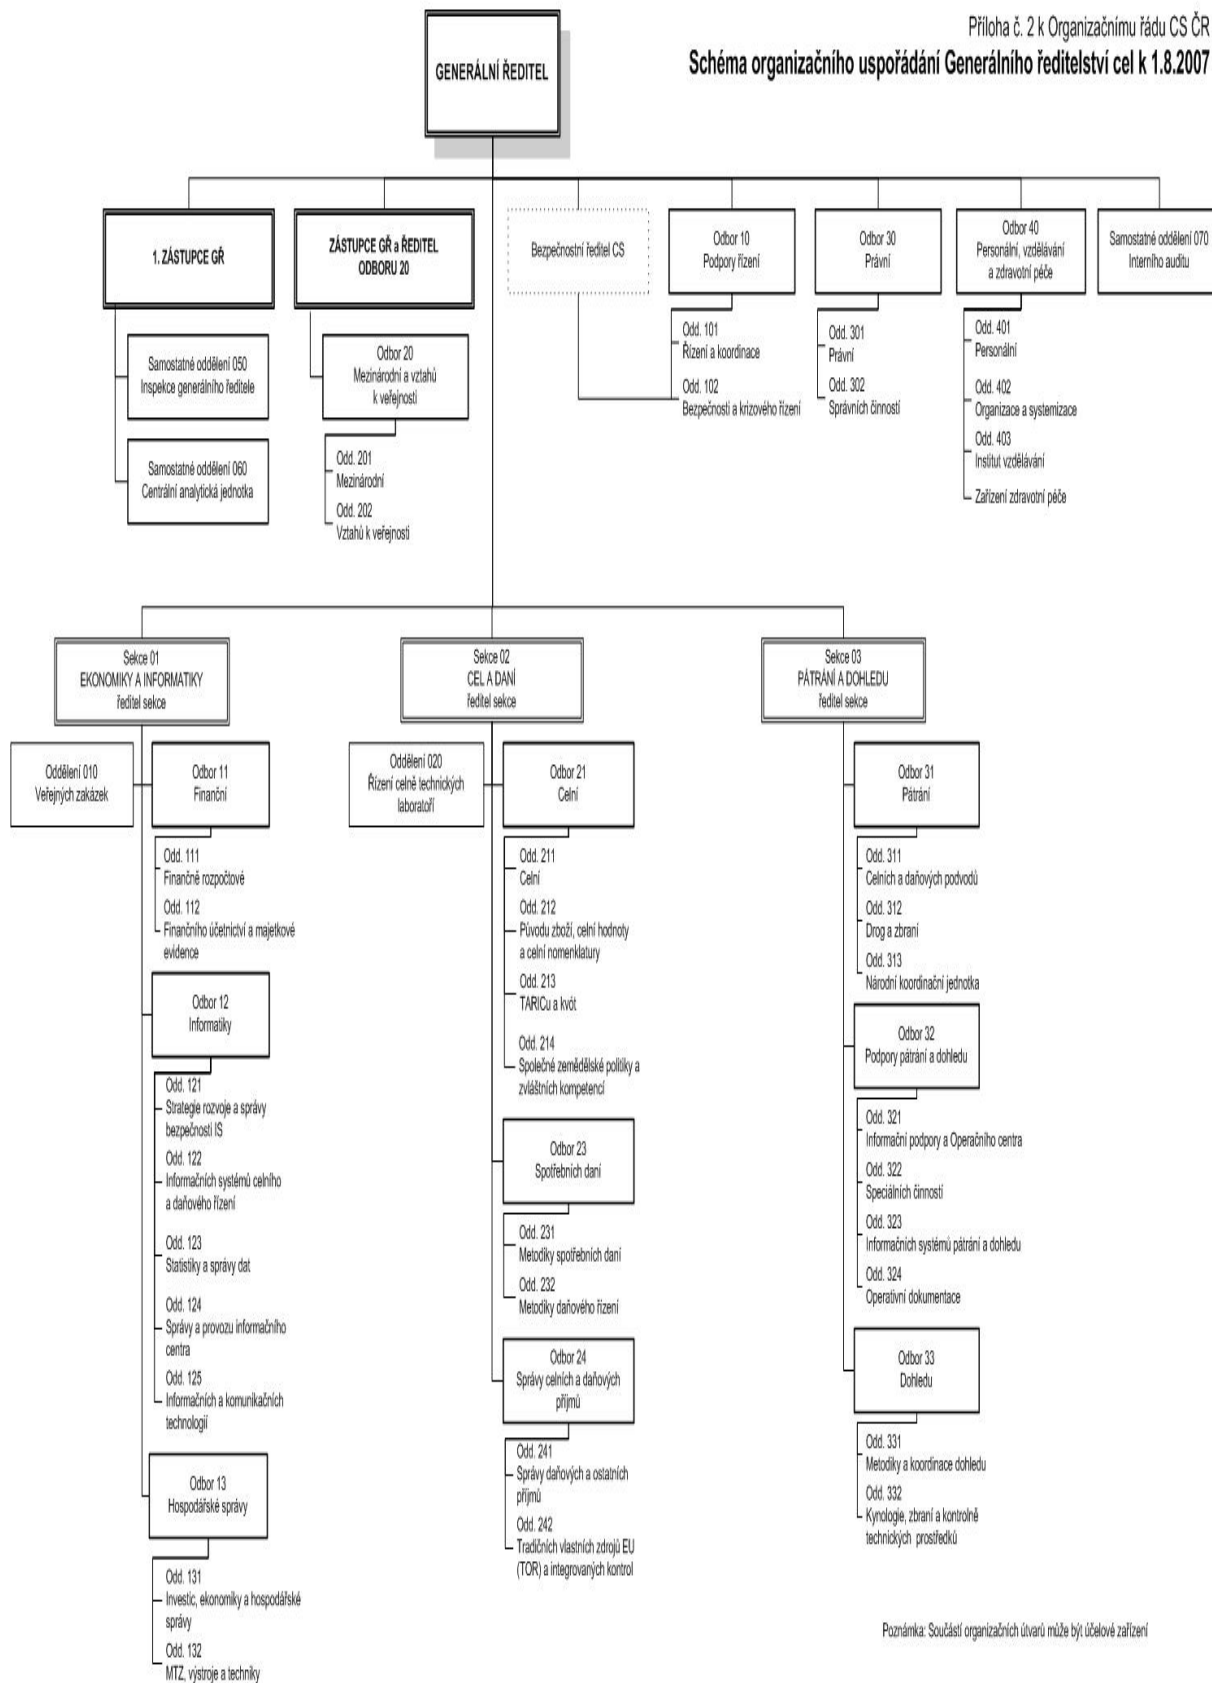 Příloha č. 2 k Organizačnímu řádu CS ČR
Schéma organizačního uspořádání Generálního ředitelství cel k 1.8.2007
GENERÁLNÍ ŘEDITEL
1. ZÁSTUPCE GŘ
ZÁSTUPCE GŘ a ŘEDITEL
ODBORU 20
Bezpečnostní ředitel CS
Odbor 10
Podpory řízení
Odbor 30
Právní
Odbor 40
Personální, vzdělávání
a zdravotní péče
Samostatné oddělení 070
Interního auditu
Samostatné oddělení 050
Inspekce generálního ředitele
Samostatné oddělení 060
Centrální analytická jednotka
Odbor 20
Mezinárodní a vztahů
k veřejnosti
Odd. 201
Mezinárodní
Odd. 202
Vztahů k veřejnosti
Odd. 101
Řízení a koordinace
Odd. 102
Bezpečnosti a krizového řízení
Odd. 301
Právní
Odd. 302
Správních činností
Odd. 401
Personální
Odd. 402
Organizace a systemizace
Odd. 403
Institut vzdělávání
Zařízení zdravotní péče
Sekce 01
EKONOMIKY A INFORMATIKY
ředitel sekce
Oddělení 010
Veřejných zakázek
Odbor 11
Finanční
Odd. 111
Finančně rozpočtové
Odd. 112
Finančního účetnictví a majetkové
evidence
Odbor 12
Informatiky
Odd. 121
Strategie rozvoje a správy
bezpečnosti IS
Odd. 122
Informačních systémů celního
a daňového řízení
Odd. 123
Statistiky a správy dat
Odd. 124
Správy a provozu informačního
centra
Odd. 125
Informačních a komunikačních
technologií
Odbor 13
Hospodářské správy
Odd. 131
Investic, ekonomiky a hospodářské
správy
Odd. 132
MTZ, výstroje a techniky
Sekce 02
CEL A DANÍ
ředitel sekce
Oddělení 020
Řízení celně technických
laboratoří
Odbor 21
Celní
Odd. 211
Celní
Odd. 212
Původu zboží, celní hodnoty
a celní nomenklatury
Odd. 213
TARICu a kvót
Odd. 214
Společné zemědělské politiky a
zvláštních kompetencí
Odbor 23
Spotřebních daní
Odd. 231
Metodiky spotřebních daní
Odd. 232
Metodiky daňového řízení
Odbor 24
Správy celních a daňových
příjmů
Odd. 241
Správy daňových a ostatních
příjmů
Odd. 242
Tradičních vlastních zdrojů EU
(TOR) a integrovaných kontrol
Sekce 03
PÁTRÁNÍ A DOHLEDU
ředitel sekce
Odbor 31
Pátrání
Odd. 311
Celních a daňových podvodů
Odd. 312
Drog a zbraní
Odd. 313
Národní koordinační jednotka
Odbor 32
Podpory pátrání a dohledu
Odd. 321
Informační podpory a Operačního centra
Odd. 322
Speciálních činností
Odd. 323
Informačních systémů pátrání a dohledu
Odd. 324
Operativní dokumentace
Odbor 33
Dohledu
Odd. 331
Metodiky a koordinace dohledu
Odd. 332
Kynologie, zbraní a kontrolně
technických prostředků
Poznámka: Součástí organizačních útvarů může být účelové zařízení